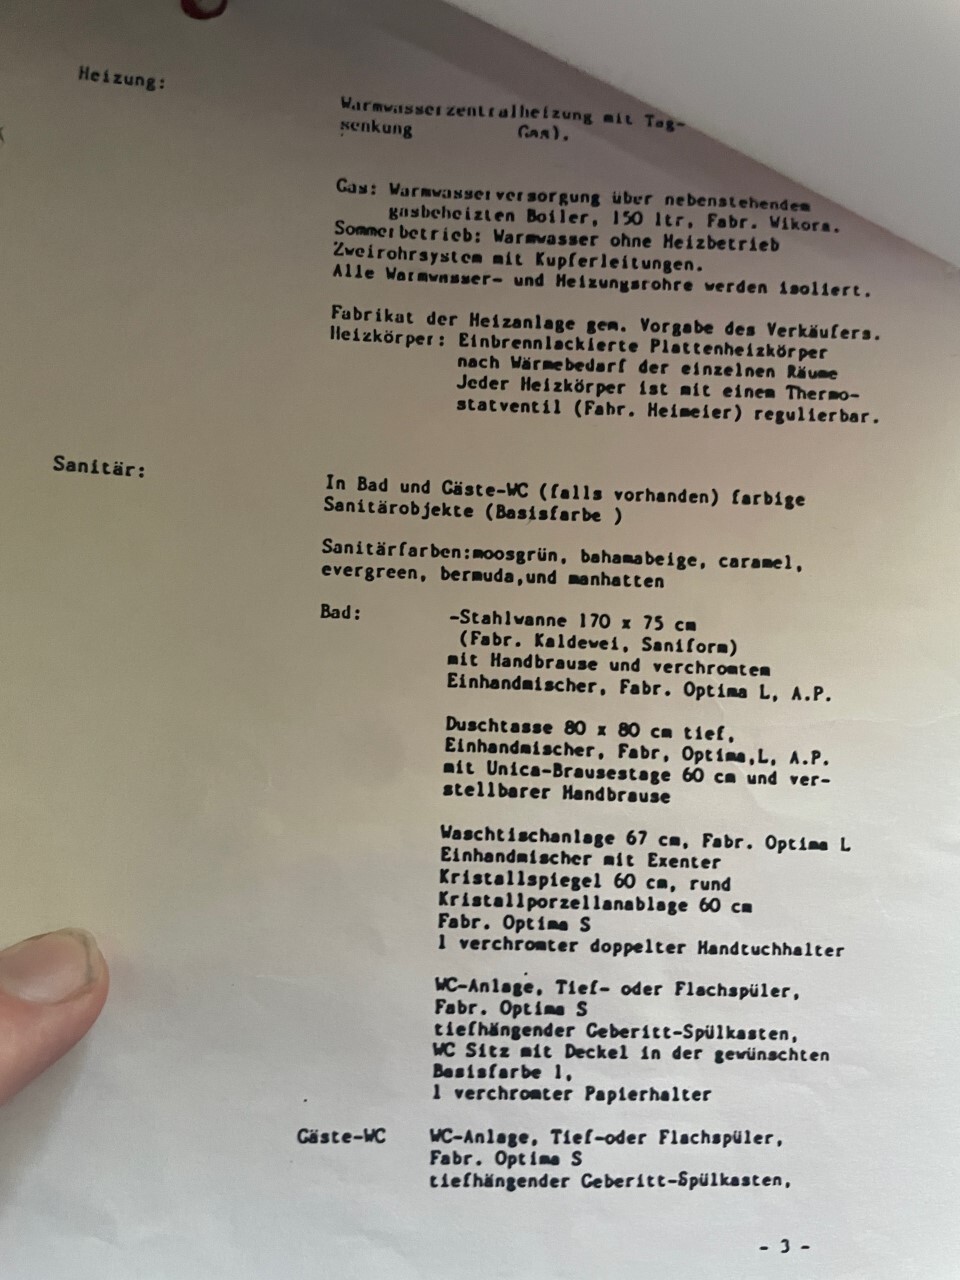 Heizung:
Warmwasserzentralheizung mit Tag-
senkung Gas).
Gas: Warmwasserversorgung über nebenstehendem
gasbeheizten Boiler, 150 ltr, Fabr. Wikora.
Sommerbetrieb: Warmwasser ohne Heizbetrieb
Zweirohrsystem mit Kupferleitungen.
Alle Warmwasser- und Heizungsrohre werden isoliert.
Fabrikat der Heizanlage gem. Vorgabe des Verkäufers.
Heizkörper: Einbrennlackierte Plattenheizkörper
nach Wärmebedarf der einzelnen Räume
Jeder Heizkörper ist mit einem Thermo-
statventil (Fahr. Heimeier) regulierbar.
Sanitär:
In Bad und Gäste-WC (falls vorhanden) farbige
Sanitärobjekte (Basisfarbe )
Sanitärfarben:moosgrün, bahamabeige, caramel,
evergreen, bermuda,und manhatten
Bad: -Stahlwanne 170 x 75 cm
(Fabr. Kaldewei, Saniform)
mit Handbrause und verchromtem
Einhandmischer, Fabr. Optima L, A.P.
Duschtasse 80 x 80 cm tief,
Einhandmischer, Fabr, Optima,L, A.P.
mit Unica-Brausestage 60 cm und ver-
stellbarer Handbrause
Waschtischanlage 67 cm, Fabr. Optima L
Einhandmischer mit Exenter
Kristallspiegel 60 cm, rund
Kristallporzellanablage 60 cm
Fabr. Optima S
1 verchromter doppelter Handtuchhalter
WC-Anlage, Tief- oder Flachspüler,
Fabr. Optima S
tiefhängender Geberitt-Spülkasten,
WC Sitz mit Deckel in der gewünschten
Basisfarbe 1,
1 verchromter Papierhalter
Gäste-WC WC-Anlage, Tief-oder Flachspüler,
Fabr. Optima S
tiefhängender Geberitt-Spülkasten,
- 3 -